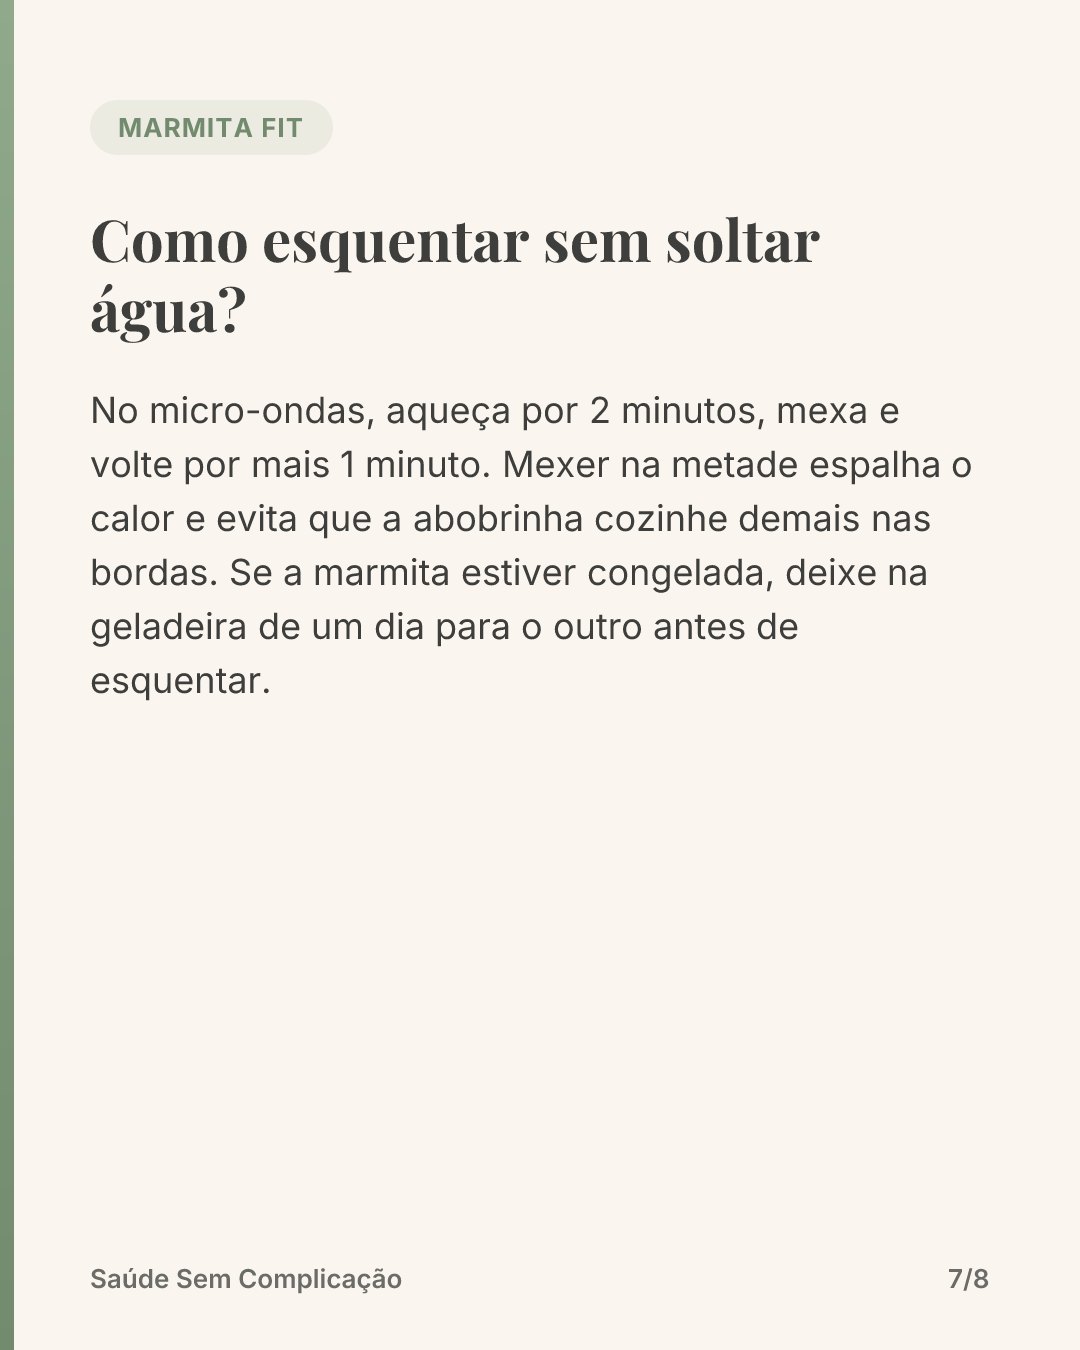 MARMITA FIT
Como esquentar sem soltar
água?
No micro-ondas, aqueça por 2 minutos, mexa e
volte por mais 1 minuto. Mexer na metade espalha o
calor e evita que a abobrinha cozinhe demais nas
bordas. Se a marmita estiver congelada, deixe na
geladeira de um dia para o outro antes de
esquentar.
Saúde Sem Complicação
7/8